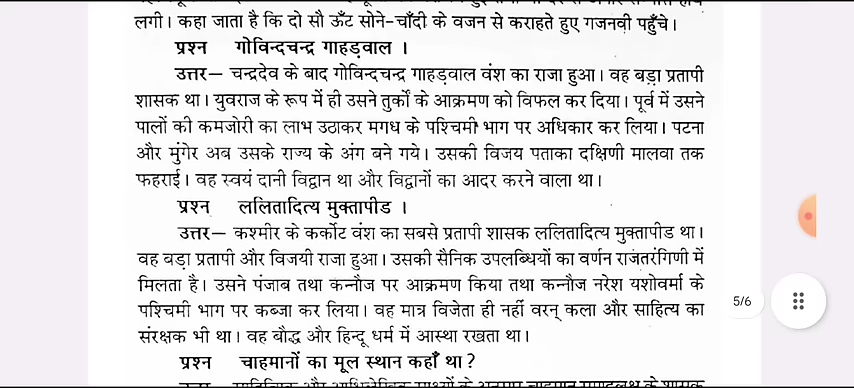 लगी। कहा जाता है कि दो सौ ऊँट सोने-चाँदी के वजन से कराहते हुए गजनवी पहुँचे।
प्रश्न गोविन्दचन्द्र गाहड़वाल ।
उत्तर— चन्द्रदेव के बाद गोविन्दचन्द्र गाहड़वाल वंश का राजा हुआ। वह बड़ा प्रतापी
शासक था। युवराज के रूप में ही उसने तुर्कों के आक्रमण को विफल कर दिया। पूर्व में उसने
पालों की कमजोरी का लाभ उठाकर मगध के पश्चिमी भाग पर अधिकार कर लिया। पटना
और मुंगेर अब उसके राज्य के अंग बने गये। उसकी विजय पताका दक्षिणी मालवा तक
फहराई। वह स्वयं दानी विद्वान था और विद्वानों का आदर करने वाला था।
प्रश्न ललितादित्य मुक्तापीड ।
उत्तर— कश्मीर के कर्कोट वंश का सबसे प्रतापी शासक ललितादित्य मुक्तापीड था।
वह बड़ा प्रतापी और विजयी राजा हुआ। उसकी सैनिक उपलब्धियों का वर्णन राजतरंगिणी में
मिलता है। उसने पंजाब तथा कन्नौज पर आक्रमण किया तथा कन्नौज नरेश यशोवर्मा के
पश्चिमी भाग पर कब्जा कर लिया। वह मात्र विजेता ही नहीं वरन् कला और साहित्य का
संरक्षक भी था। वह बौद्ध और हिन्दू धर्म में आस्था रखता था।
प्रश्न चाहमानों का मूल स्थान कहाँ था ?
5/6